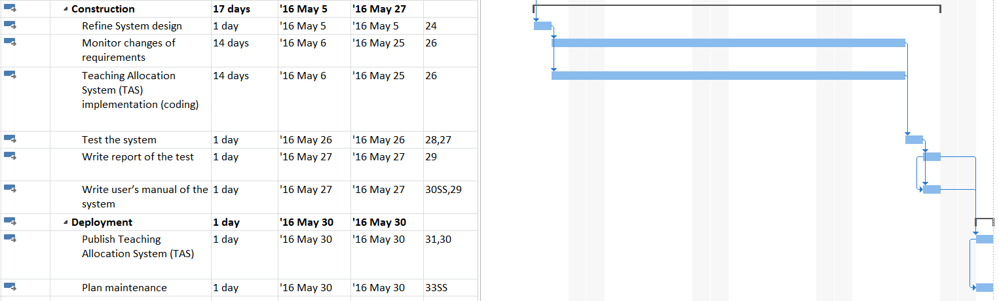 Construction 17 days '16 May 5 '16 May 27
Refine System design 1 day '16 May 5 '16 May 5 24
Monitor changes of 14 days '16 May 6 '16 May 25 26
requirements
Teaching Allocation 14 days '16 May 6 '16 May 25 26
System (TAS)
implementation (coding)
Test the system 1 day '16 May 26 '16 May 26 28,27
Write report of the test 1 day '16 May 27 '16 May 27 29
Write user’s manual of the 1 day '16 May 27 '16 May 27 30SS,29
system
Deployment 1 day '16 May 30 '16 May 30
Publish Teaching 1 day '16 May 30 '16 May 30 31,30
Allocation System (TAS)
Plan maintenance 1 day '16 May 30 '16 May 30 33SS